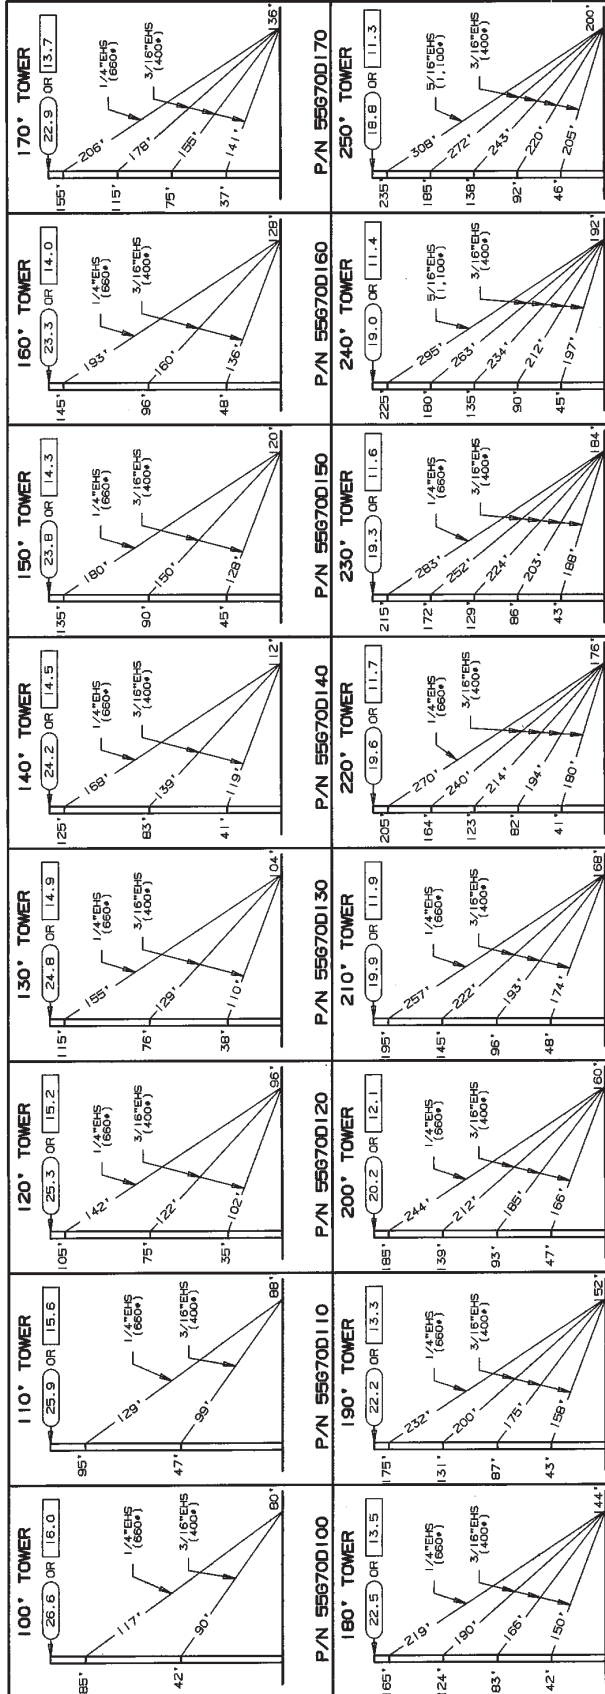 100' TOWER
26.6 OR 16.0
85'
42'
117'
90'
1/4"EHS
(660#)
3/16"EHS
(400#)
80'
P/N 55G70D100
110' TOWER
25.9 OR 15.6
95'
47'
129'
99'
1/4"EHS
(660#)
3/16"EHS
(400#)
88'
P/N 55G70D110
120' TOWER
25.3 OR 15.2
105'
75'
35'
142'
122'
102'
1/4"EHS
(660#)
3/16"EHS
(400#)
96'
P/N 55G70D120
130' TOWER
24.8 OR 14.9
115'
76'
38'
155'
129'
110'
1/4"EHS
(660#)
3/16"EHS
(400#)
104'
P/N 55G70D130
140' TOWER
24.2 OR 14.5
125'
83'
41'
168'
139'
119'
1/4"EHS
(660#)
3/16"EHS
(400#)
112'
P/N 55G70D140
150' TOWER
23.8 OR 14.3
135'
90'
45'
180'
150'
128'
1/4"EHS
(660#)
3/16"EHS
(400#)
120'
P/N 55G70D150
160' TOWER
23.3 OR 14.0
145'
96'
48'
193'
160'
136'
1/4"EHS
(660#)
3/16"EHS
(400#)
128'
P/N 55G70D160
170' TOWER
22.9 OR 13.7
155'
115'
75'
37'
206'
178'
155'
141'
1/4"EHS
(660#)
3/16"EHS
(400#)
136'
P/N 55G70D170
180' TOWER
22.5 OR 13.5
165'
124'
83'
42'
219'
190'
166'
150'
1/4"EHS
(660#)
3/16"EHS
(400#)
144'
190' TOWER
22.2 OR 13.3
175'
131'
87'
43'
232'
200'
175'
158'
1/4"EHS
(660#)
3/16"EHS
(400#)
152'
200' TOWER
20.2 OR 12.1
185'
139'
93'
47'
244'
212'
185'
166'
1/4"EHS
(660#)
3/16"EHS
(400#)
160'
210' TOWER
19.9 OR 11.9
195'
145'
96'
48'
257'
222'
193'
174'
1/4"EHS
(660#)
3/16"EHS
(400#)
168'
220' TOWER
19.6 OR 11.7
205'
164'
123'
82'
41'
270'
240'
214'
194'
180'
1/4"EHS
(660#)
3/16"EHS
(400#)
176'
230' TOWER
19.3 OR 11.6
215'
172'
129'
86'
43'
283'
252'
224'
203'
188'
1/4"EHS
(660#)
3/16"EHS
(400#)
184'
240' TOWER
19.0 OR 11.4
225'
180'
135'
90'
45'
295'
263'
234'
212'
197'
5/16"EHS
(1,100#)
3/16"EHS
(400#)
192'
250' TOWER
18.8 OR 11.3
235'
185'
138'
92'
46'
308'
272'
243'
220'
205'
5/16"EHS
(1,100#)
3/16"EHS
(400#)
200'